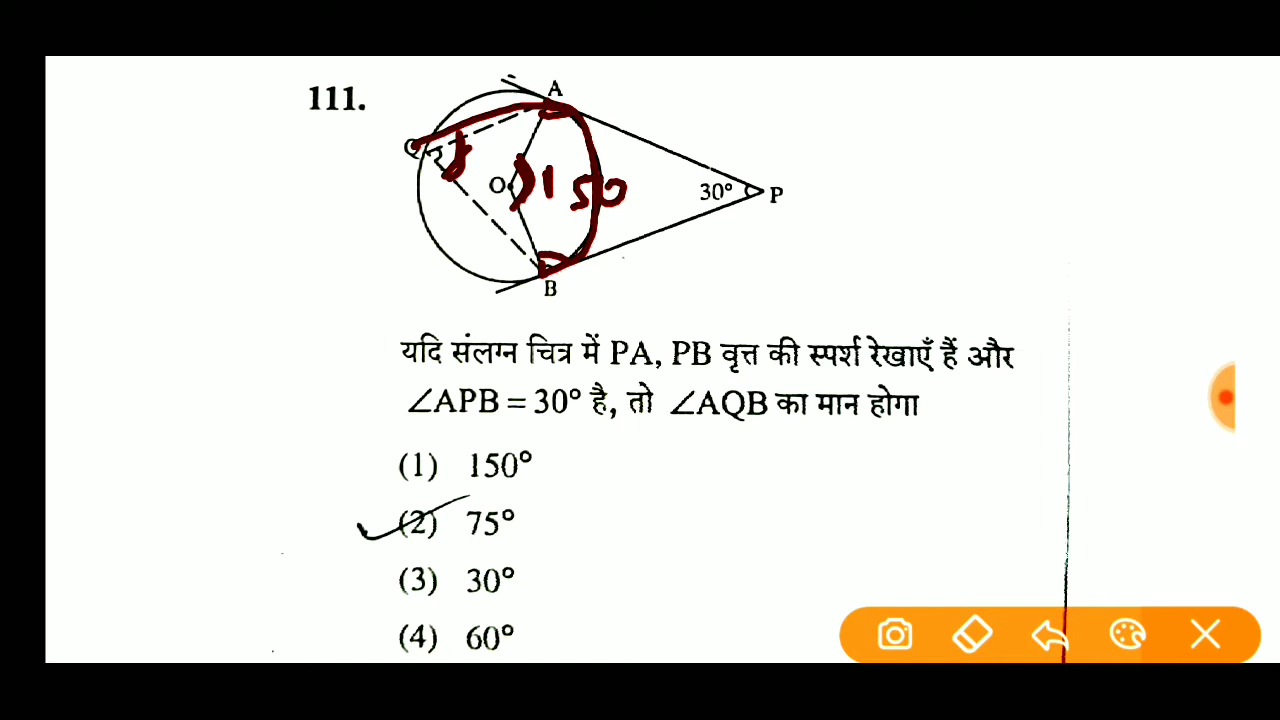 111.
A
Q
O
150
30°
P
B
यदि संलग्न चित्र में PA, PB वृत्त की स्पर्श रेखाएँ हैं और
∠APB = 30° है, तो ∠AQB का मान होगा
(1) 150°
(2) 75°
(3) 30°
(4) 60°